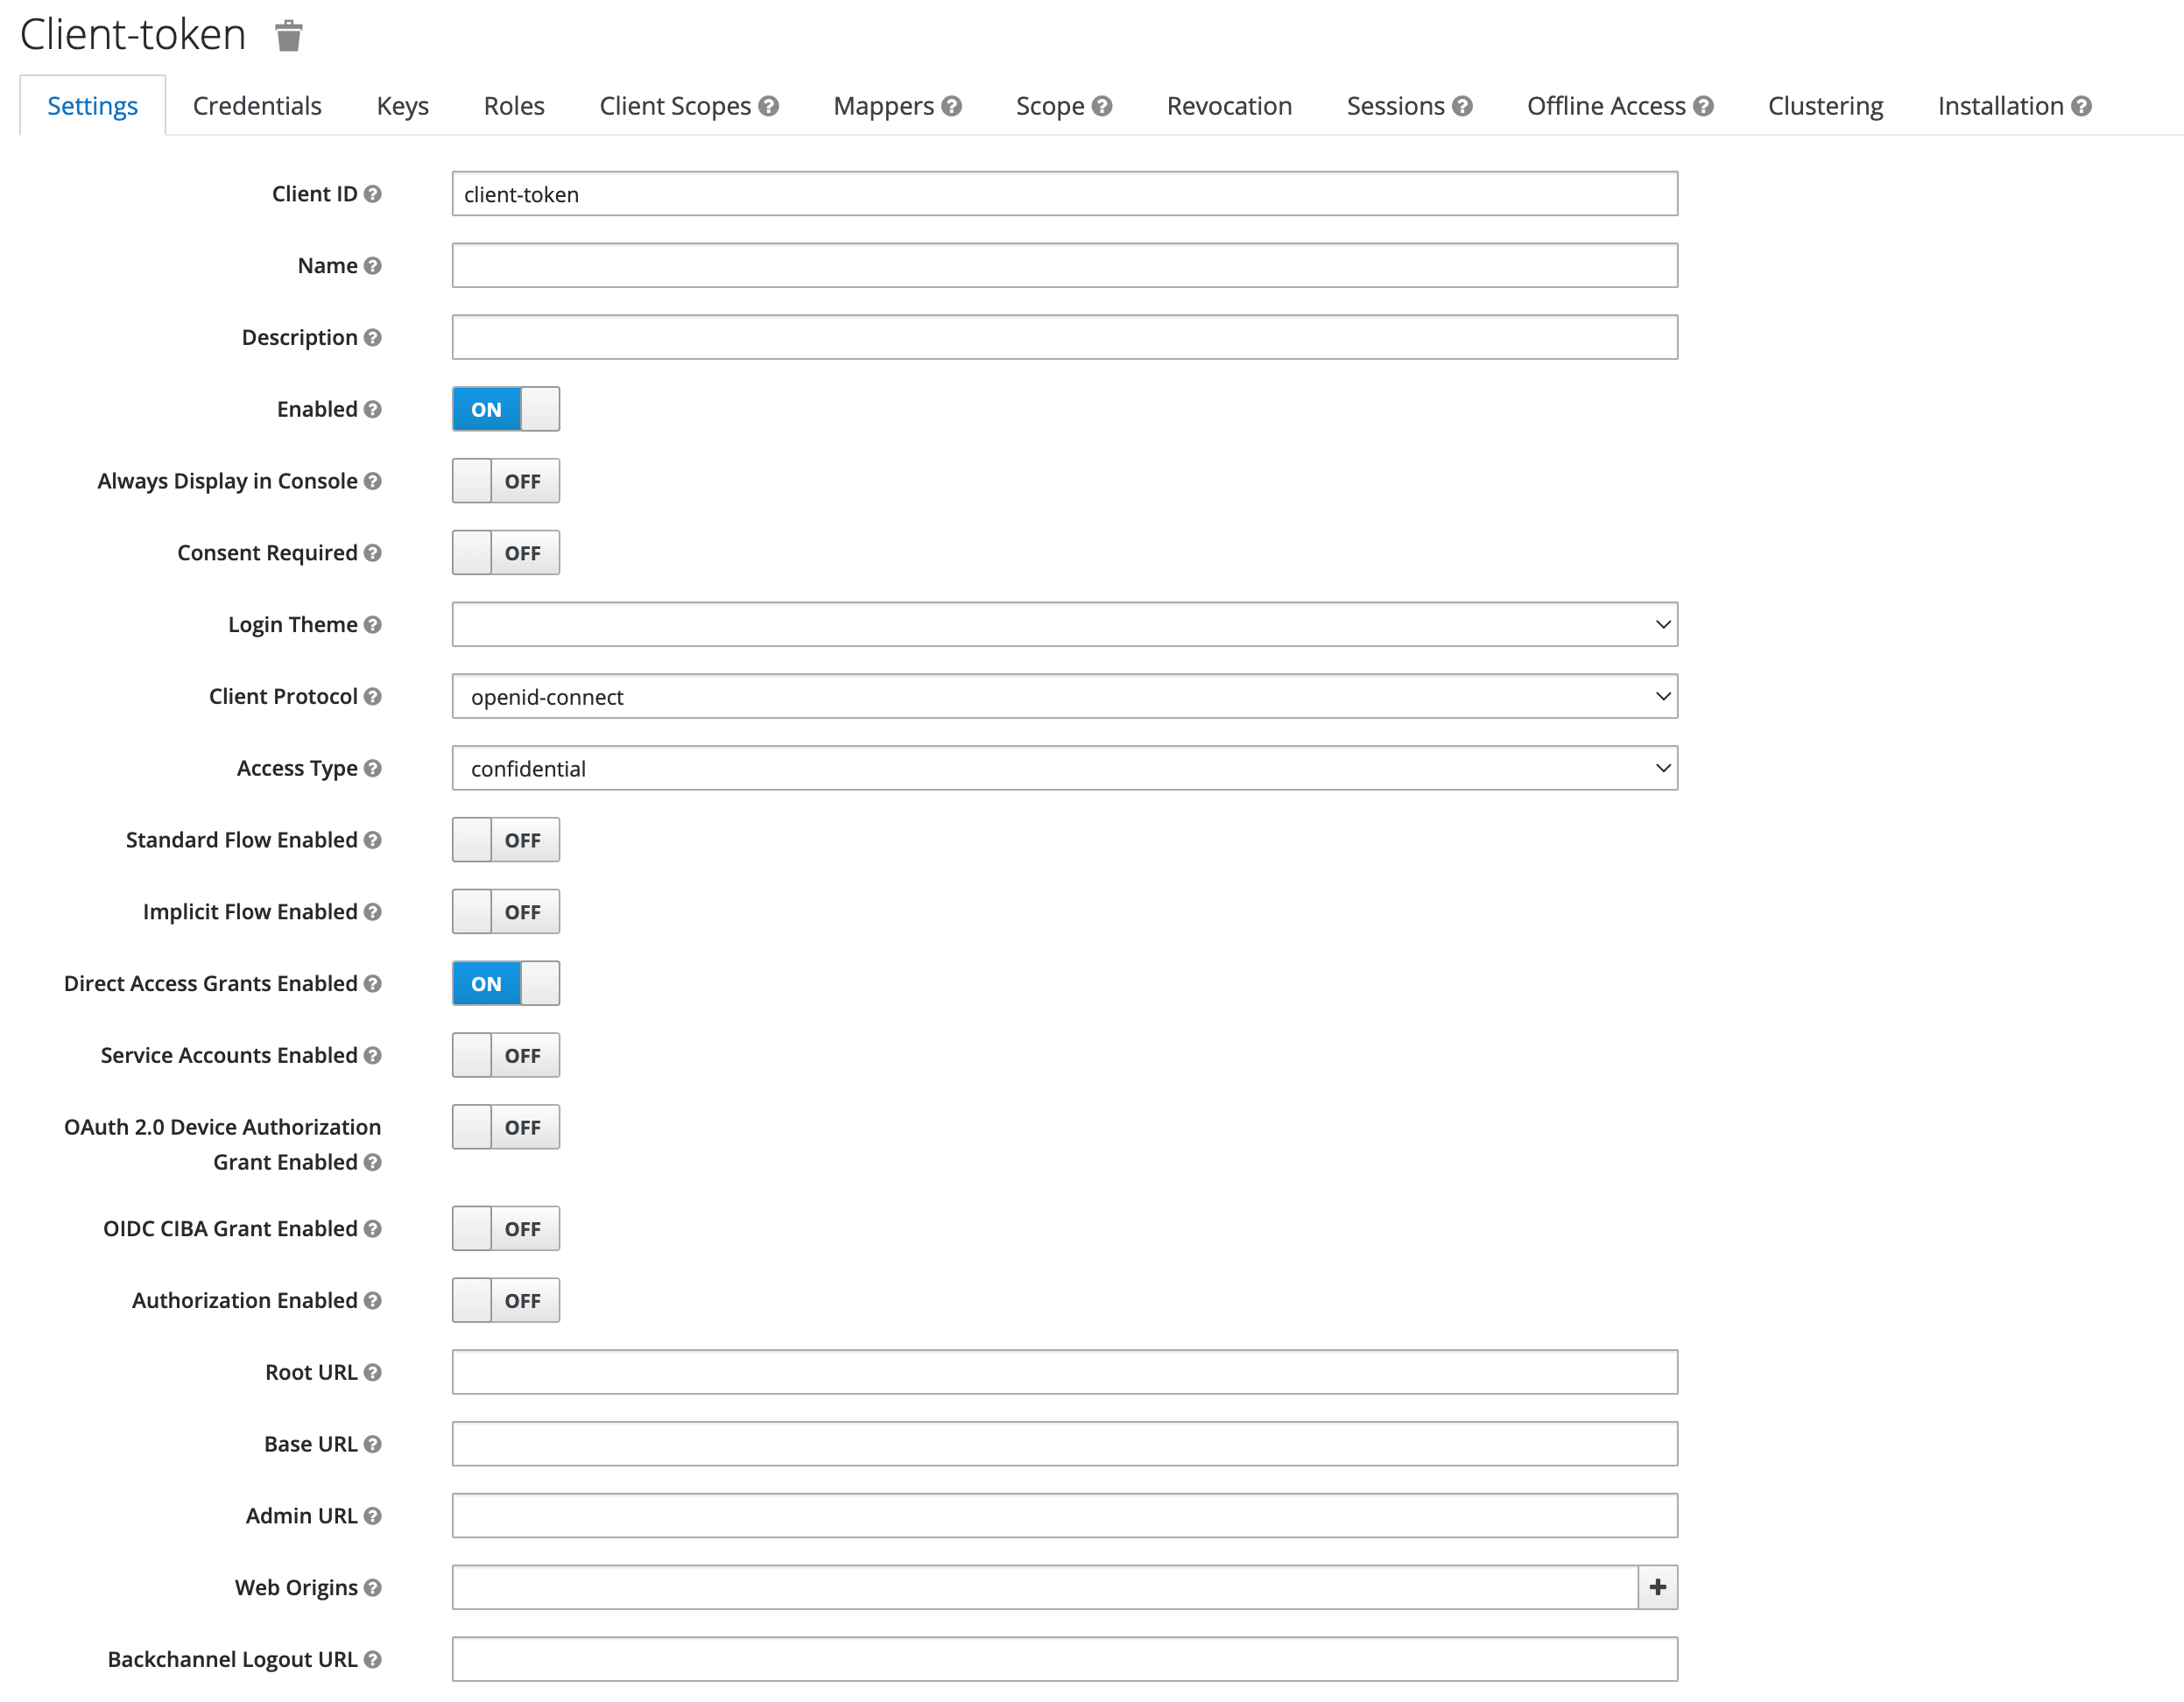 Client-token
Settings Credentials Keys Roles Client Scopes Mappers Scope Revocation Sessions Offline Access Clustering Installation
Client ID client-token
Name
Description
Enabled ON
Always Display in Console OFF
Consent Required OFF
Login Theme
Client Protocol openid-connect
Access Type confidential
Standard Flow Enabled OFF
Implicit Flow Enabled OFF
Direct Access Grants Enabled ON
Service Accounts Enabled OFF
OAuth 2.0 Device Authorization OFF
Grant Enabled
OIDC CIBA Grant Enabled OFF
Authorization Enabled OFF
Root URL
Base URL
Admin URL
Web Origins
Backchannel Logout URL